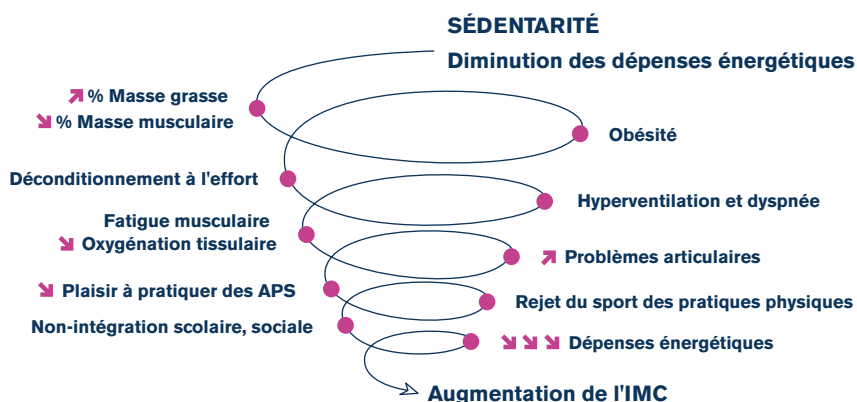 SÉDENTARITÉ
Diminution des dépenses énergétiques
↗ % Masse grasse
↘ % Masse musculaire
Obésité
Déconditionnement à l'effort
Hyperventilation et dyspnée
Fatigue musculaire
↘ Oxygénation tissulaire
↗ Problèmes articulaires
↘ Plaisir à pratiquer des APS
Rejet du sport des pratiques physiques
Non-intégration scolaire, sociale
↘ ↘ ↘ Dépenses énergétiques
Augmentation de l'IMC